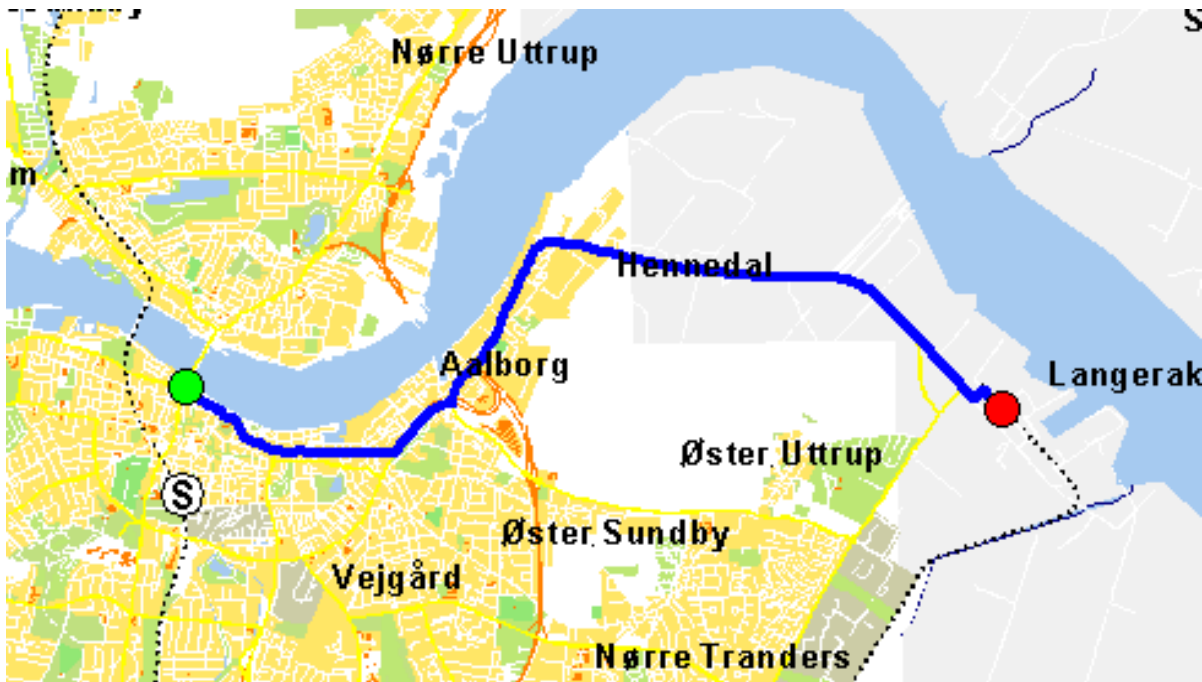 Nørre Uttrup
m
Hennedal
Aalborg
Langerak
Øster Uttrup
S
Øster Sundby
Vejgård
Nørre Tranders